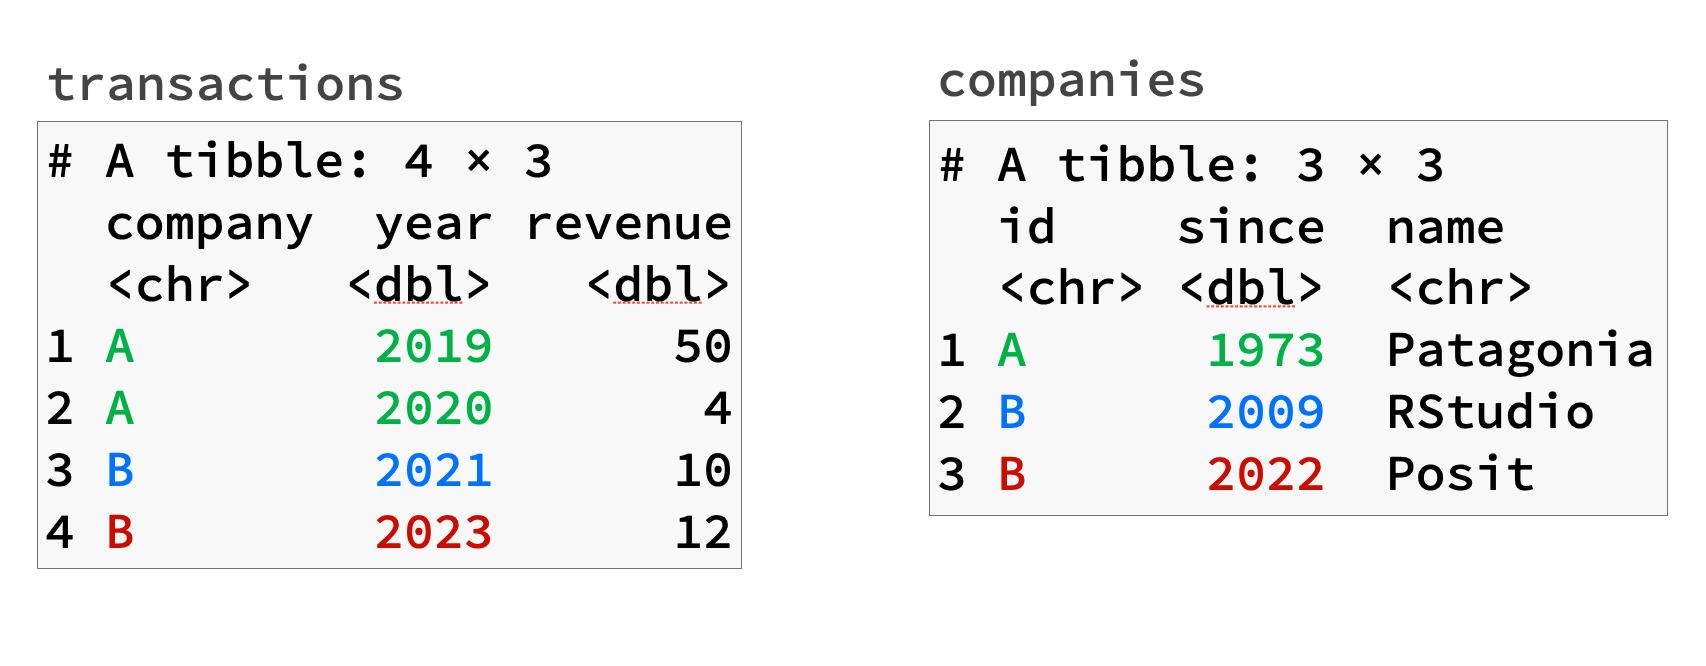 transactions
# A tibble: 4 × 3
company year revenue
<chr> <dbl> <dbl>
1 A 2019 50
2 A 2020 4
3 B 2021 10
4 B 2023 12
companies
# A tibble: 3 × 3
id since name
<chr> <dbl> <chr>
1 A 1973 Patagonia
2 B 2009 RStudio
3 B 2022 Posit